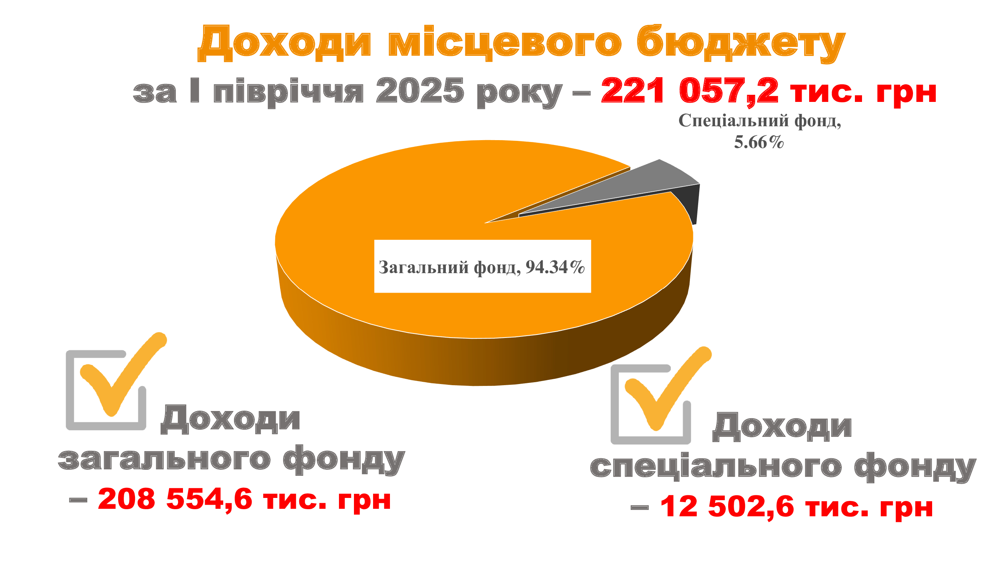 Доходи місцевого бюджету
за І півріччя 2025 року – 221 057,2 тис. грн
Спеціальний фонд,
5.66%
Загальний фонд, 94.34%
Доходи
загального фонду
– 208 554,6 тис. грн
Доходи
спеціального фонду
– 12 502,6 тис. грн